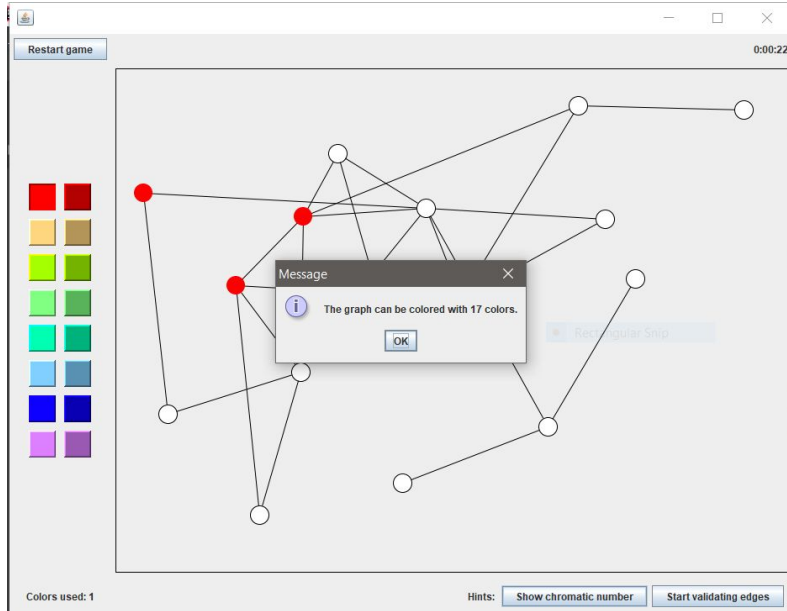 Restart game
0:00:22
Message
The graph can be colored with 17 colors.
OK
Rectangular Snip
Colors used: 1
Hints:
Show chromatic number
Start validating edges